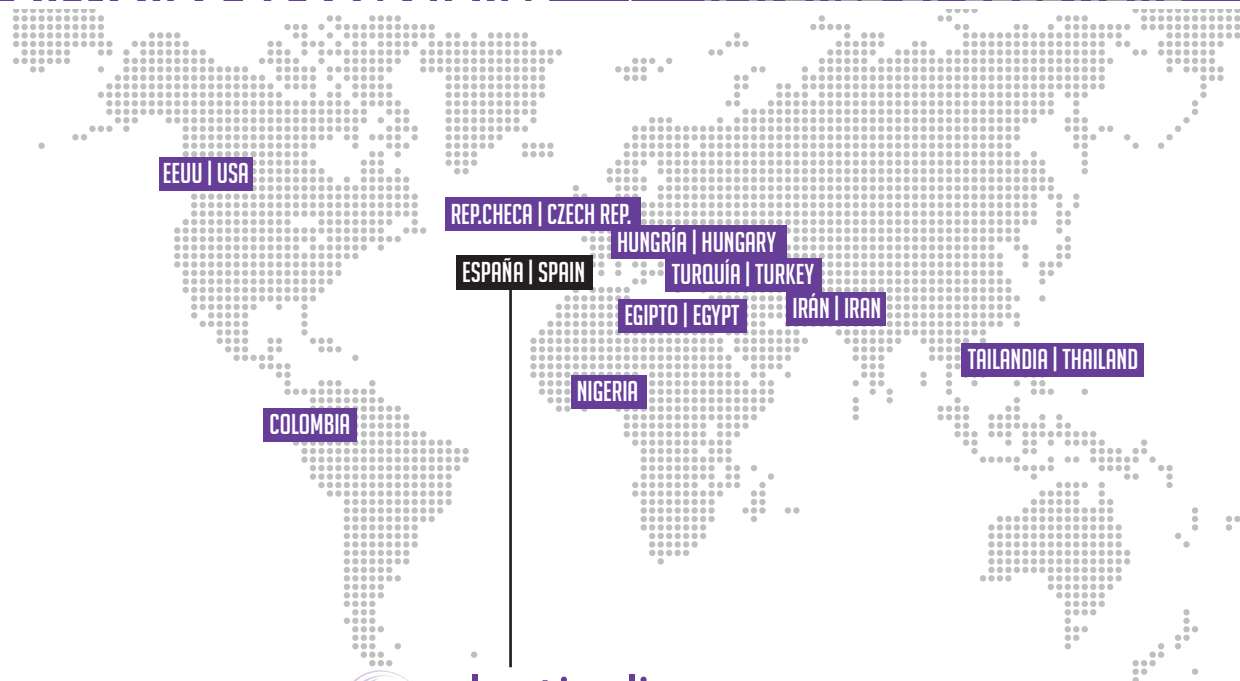 EEUU | USA
REP.CHECA | CZECH REP.
HUNGRÍA | HUNGARY
ESPAÑA | SPAIN
TURQUÍA | TURKEY
IRÁN | IRAN
EGIPTO | EGYPT
TAILANDIA | THAILAND
NIGERIA
COLOMBIA